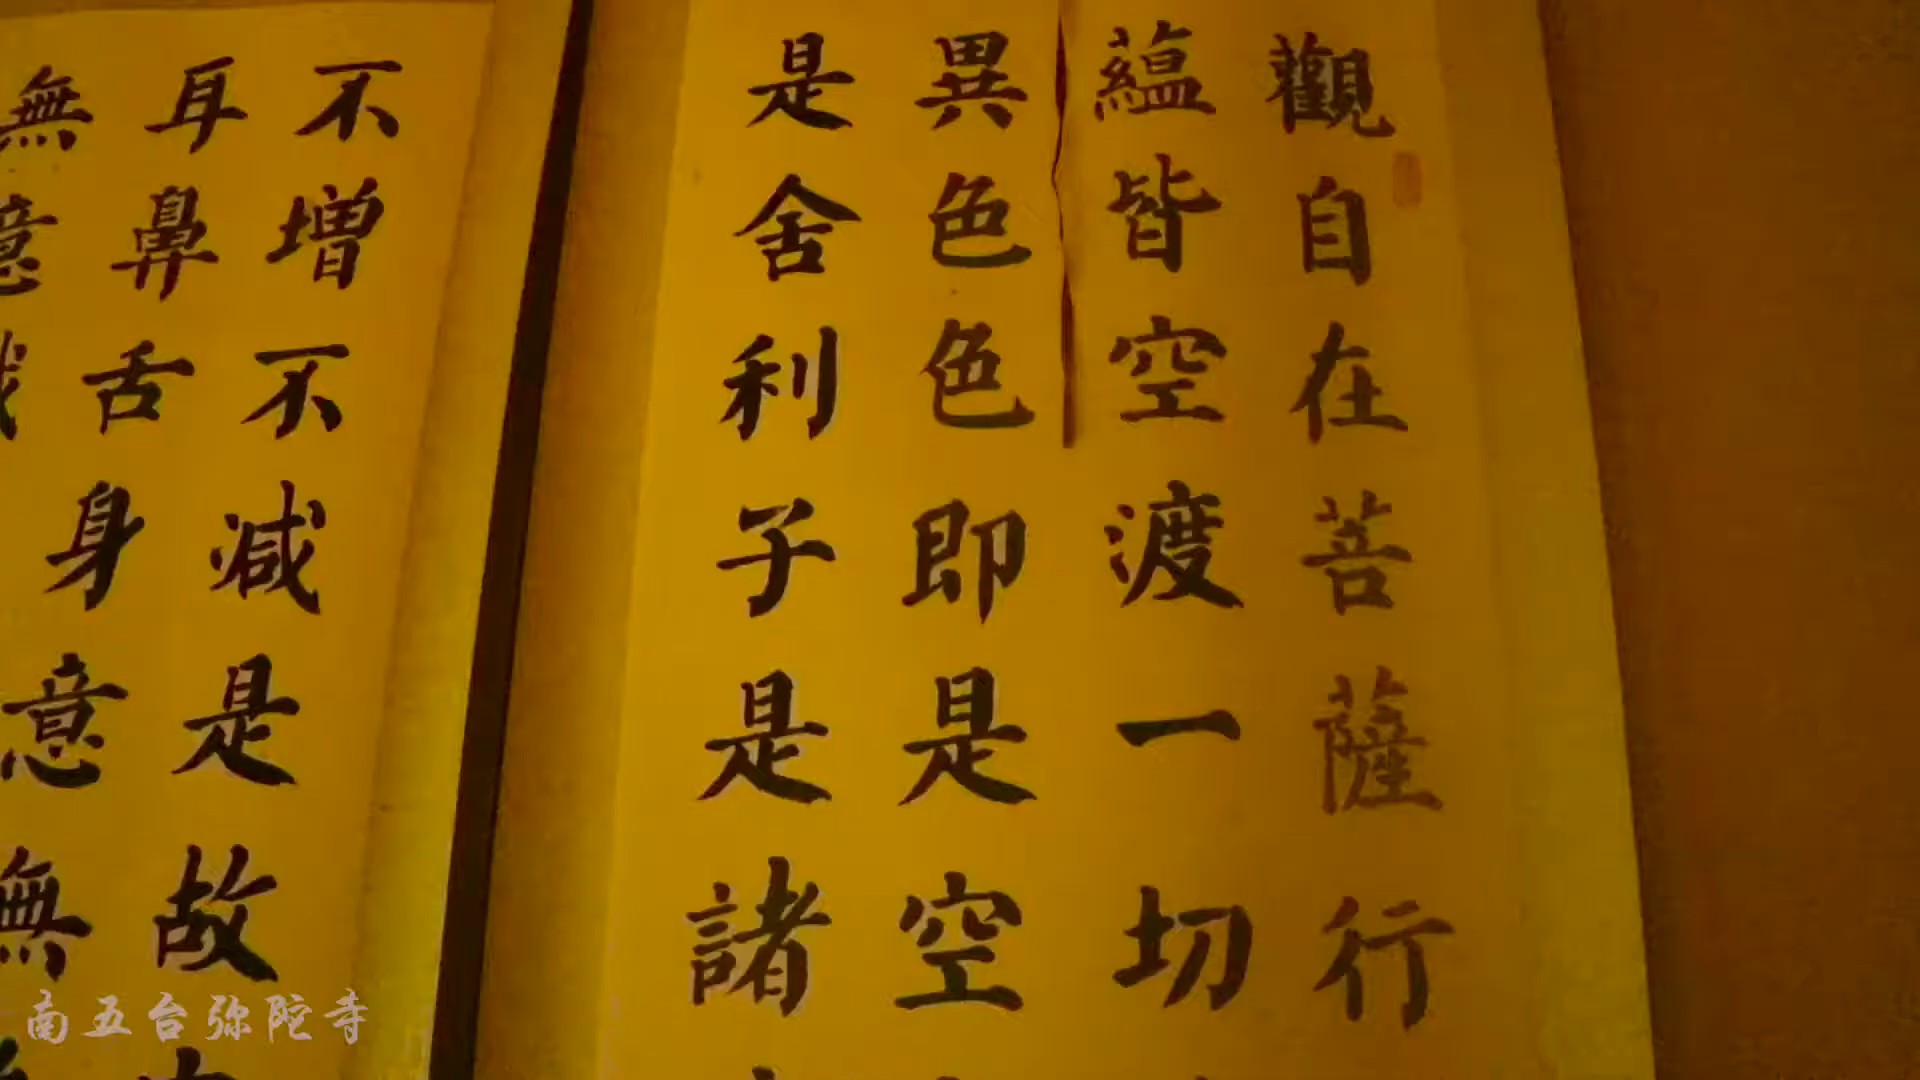 觀自在菩薩行
蘊皆空渡一切
異色色即是空
是舍利子是諸
不增不減是故
耳鼻舌身意
無意
無
南五台弥陀寺